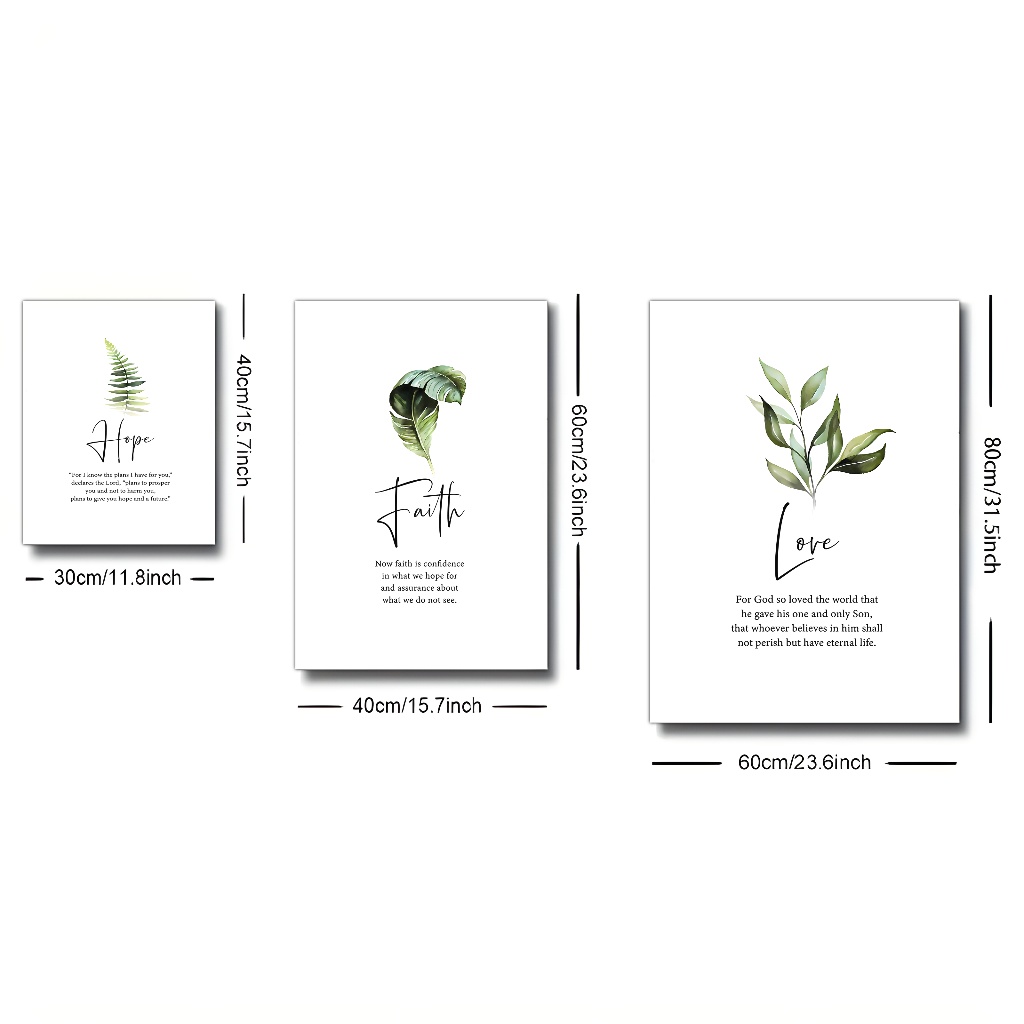 Hope
"For I know the plans I have for you,"
declares the Lord, "plans to prosper
you and not to harm you,
plans to give you hope and a future."
40cm/15.7inch
30cm/11.8inch
Faith
Now faith is confidence
in what we hope for
and assurance about
what we do not see.
60cm/23.6inch
40cm/15.7inch
Love
For God so loved the world that
he gave his one and only Son,
that whoever believes in him shall
not perish but have eternal life.
80cm/31.5inch
60cm/23.6inch